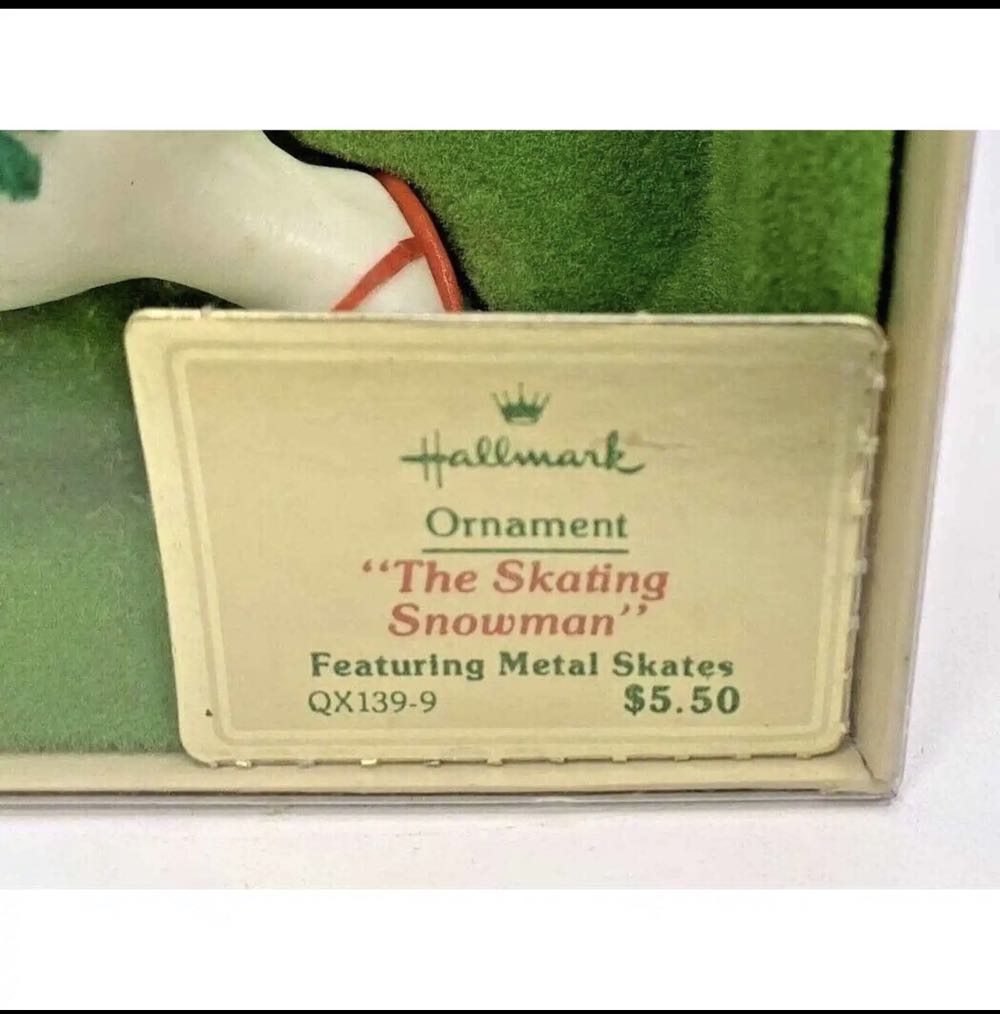 Hallmark
Ornament
“The Skating
Snowman”
Featuring Metal Skates
QX139-9 $5.50